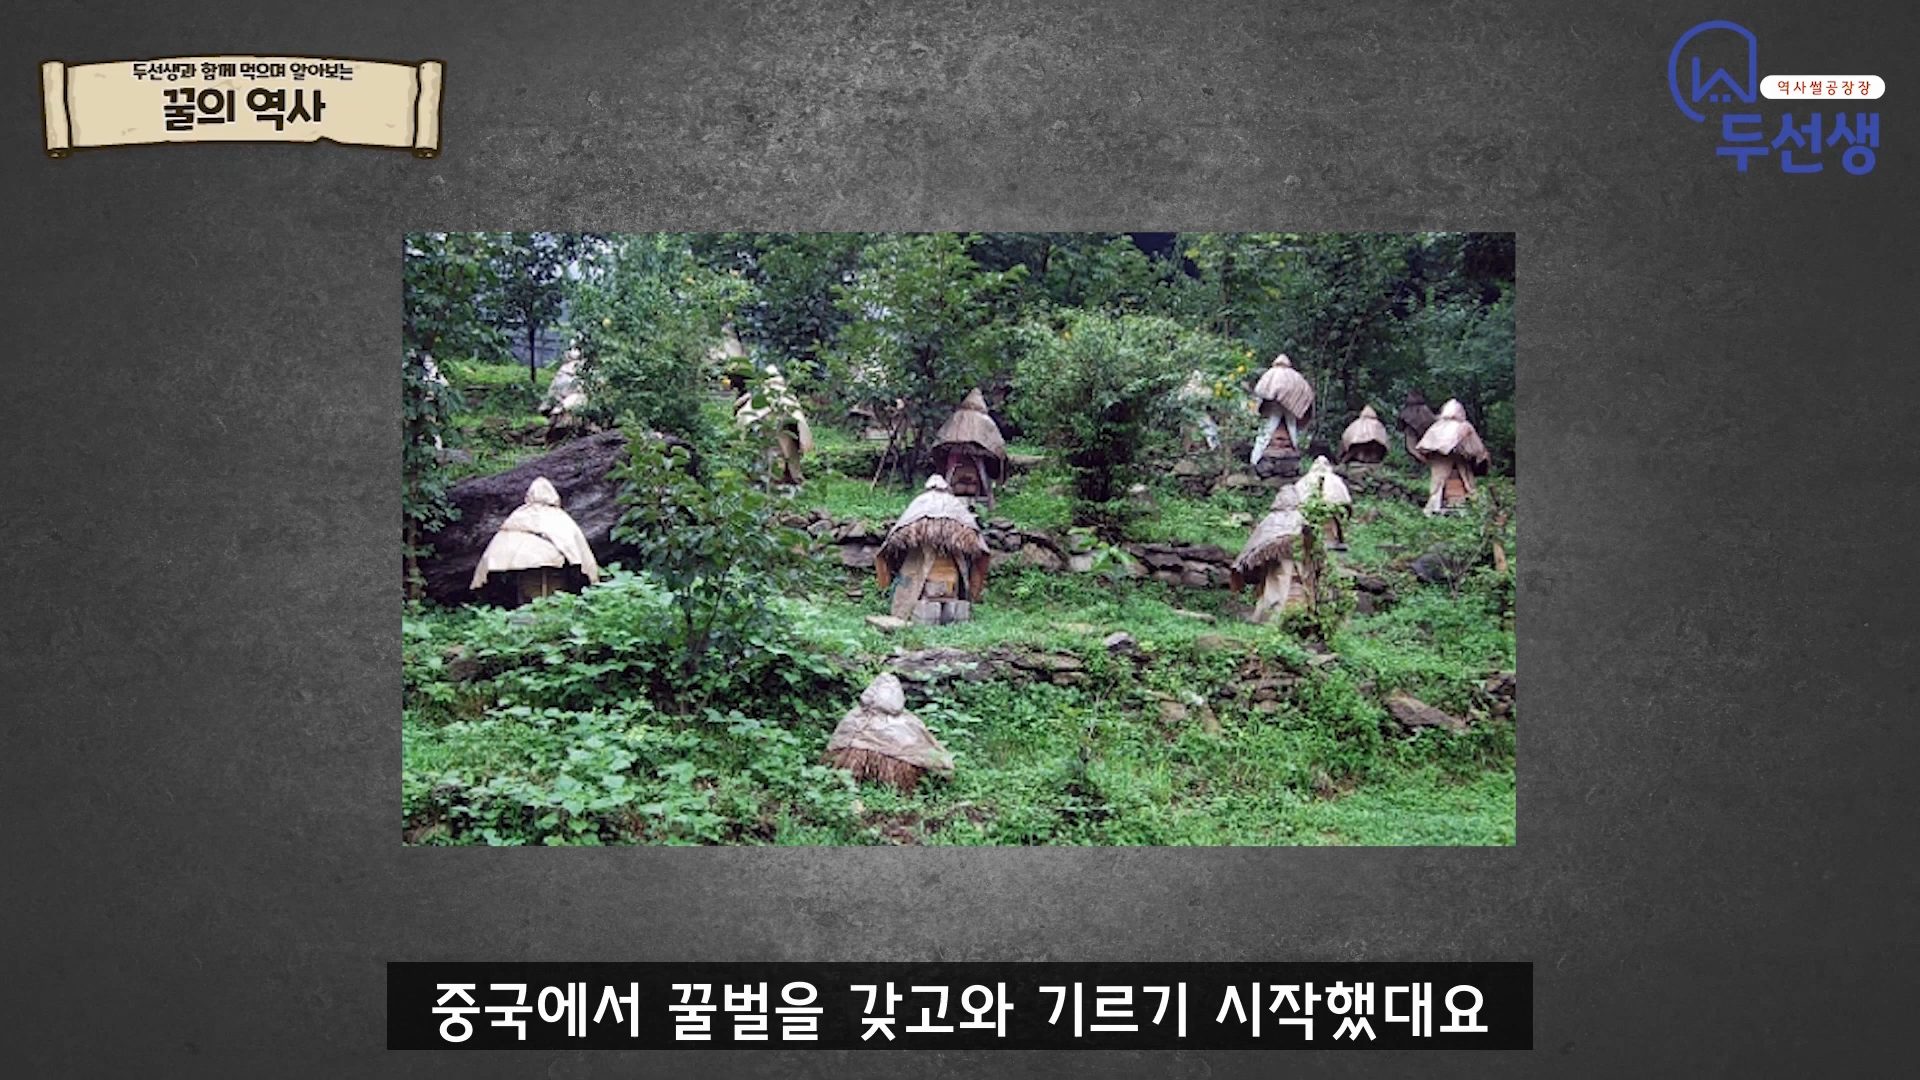 두선생과 함께 먹으며 알아보는
꿀의 역사
역사썰공장장
두선생
중국에서 꿀벌을 갖고와 기르기 시작했대요